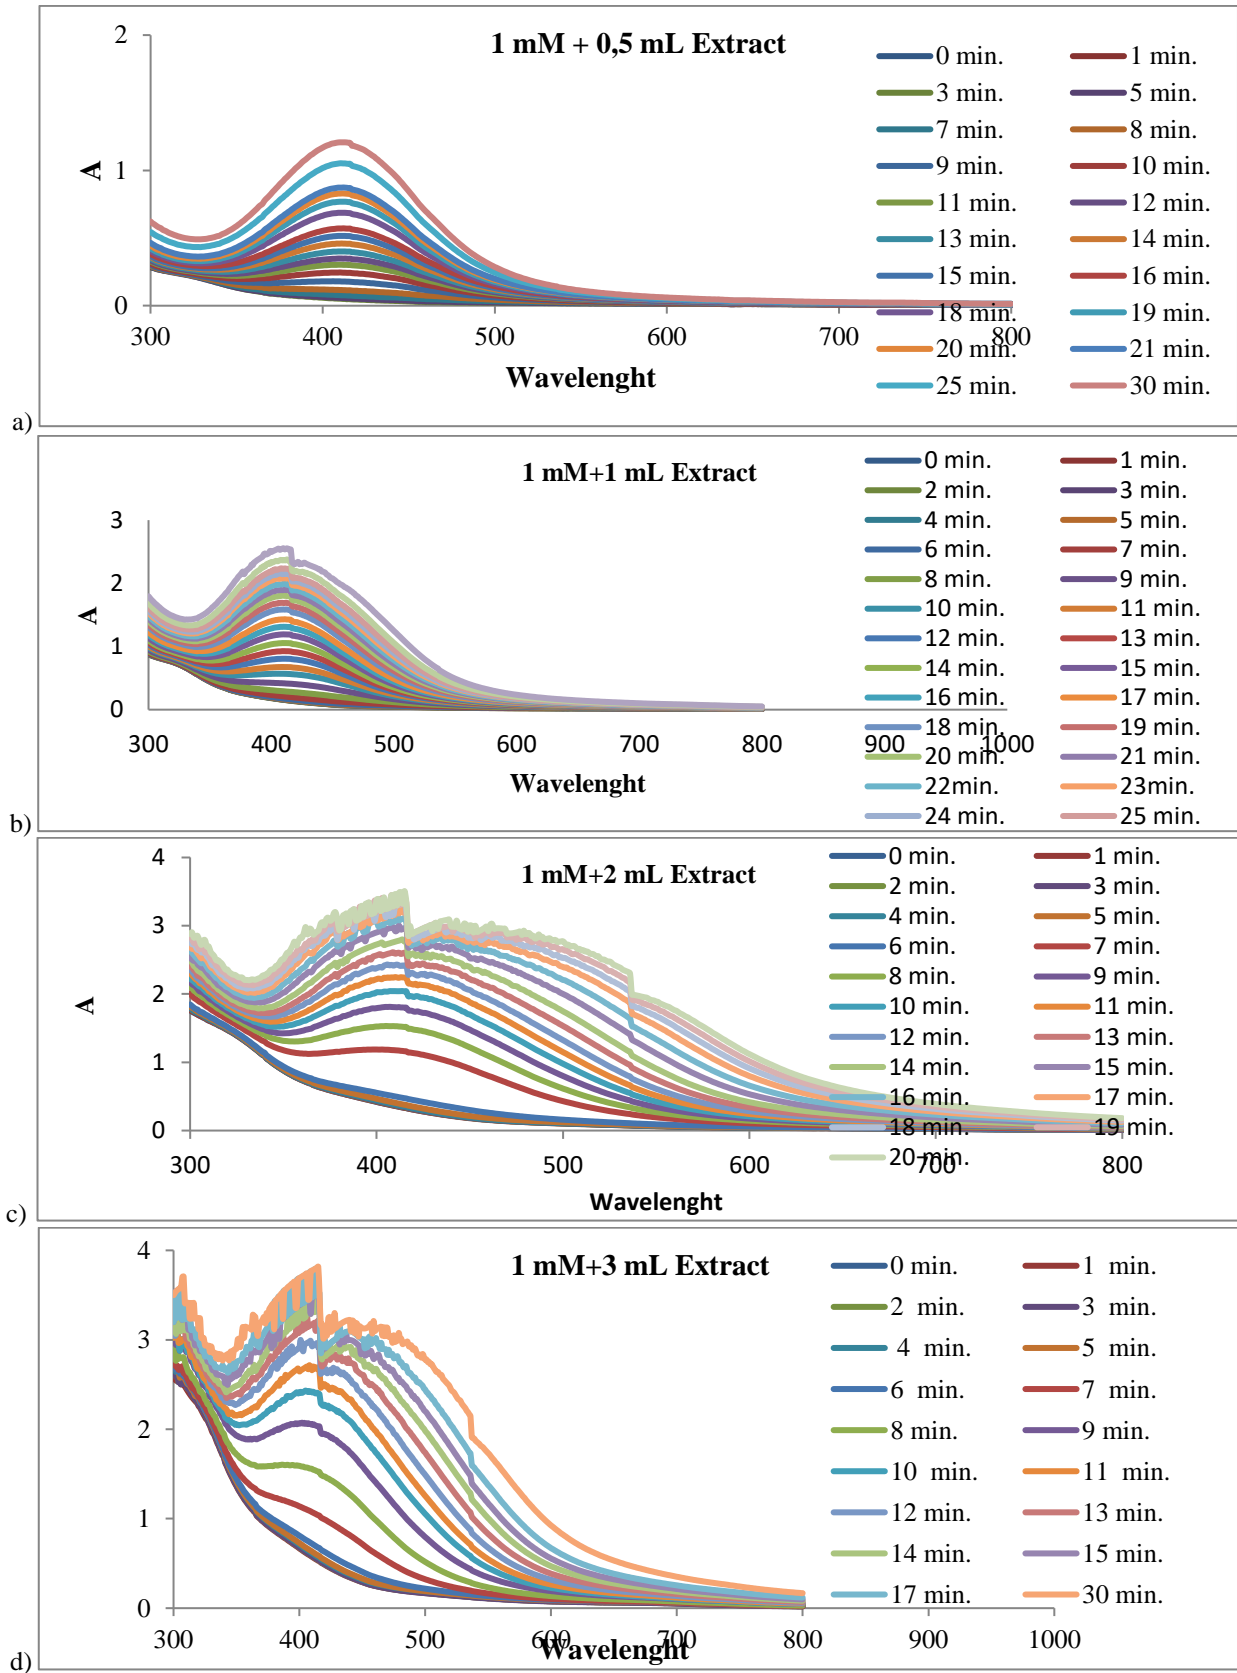 1 mM + 0,5 mL Extract
2
1
0
A
300 400 500 600 700 800
Wavelenght
0 min. 1 min.
3 min. 5 min.
7 min. 8 min.
9 min. 10 min.
11 min. 12 min.
13 min. 14 min.
15 min. 16 min.
18 min. 19 min.
20 min. 21 min.
25 min. 30 min.
a)
1 mM+1 mL Extract
3
2
1
0
A
300 400 500 600 700 800 900 1000
Wavelenght
0 min. 1 min.
2 min. 3 min.
4 min. 5 min.
6 min. 7 min.
8 min. 9 min.
10 min. 11 min.
12 min. 13 min.
14 min. 15 min.
16 min. 17 min.
18 min. 19 min.
20 min. 21 min.
22min. 23min.
24 min. 25 min.
b)
1 mM+2 mL Extract
4
3
2
1
0
A
300 400 500 600 700 800
Wavelenght
0 min. 1 min.
2 min. 3 min.
4 min. 5 min.
6 min. 7 min.
8 min. 9 min.
10 min. 11 min.
12 min. 13 min.
14 min. 15 min.
16 min. 17 min.
18 min. 19 min.
20 min.
c)
1 mM+3 mL Extract
4
3
2
1
0
300 400 500 600 700 800 900 1000
Wavelenght
0 min. 1 min.
2 min. 3 min.
4 min. 5 min.
6 min. 7 min.
8 min. 9 min.
10 min. 11 min.
12 min. 13 min.
14 min. 15 min.
17 min. 30 min.
d)